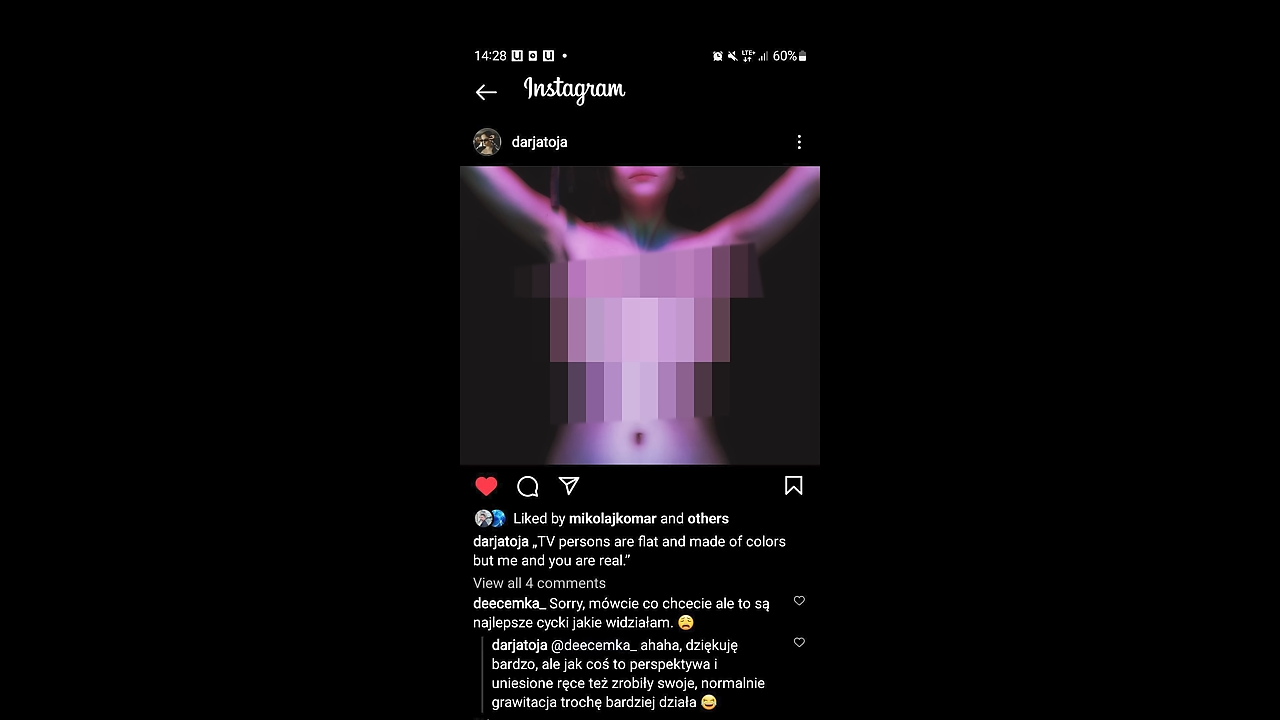 14:28
LTE+
60%
Instagram
darjatoja
Liked by mikolajkomar and others
darjatoja „TV persons are flat and made of colors
but me and you are real.”
View all 4 comments
deecemka_ Sorry, mówcie co chcecie ale to są
najlepsze cycki jakie widziałam. 😩
darjatoja @deecemka_ ahaha, dziękuję
bardzo, ale jak coś to perspektywa i
uniesione ręce też zrobiły swoje, normalnie
grawitacja trochę bardziej działa 😅